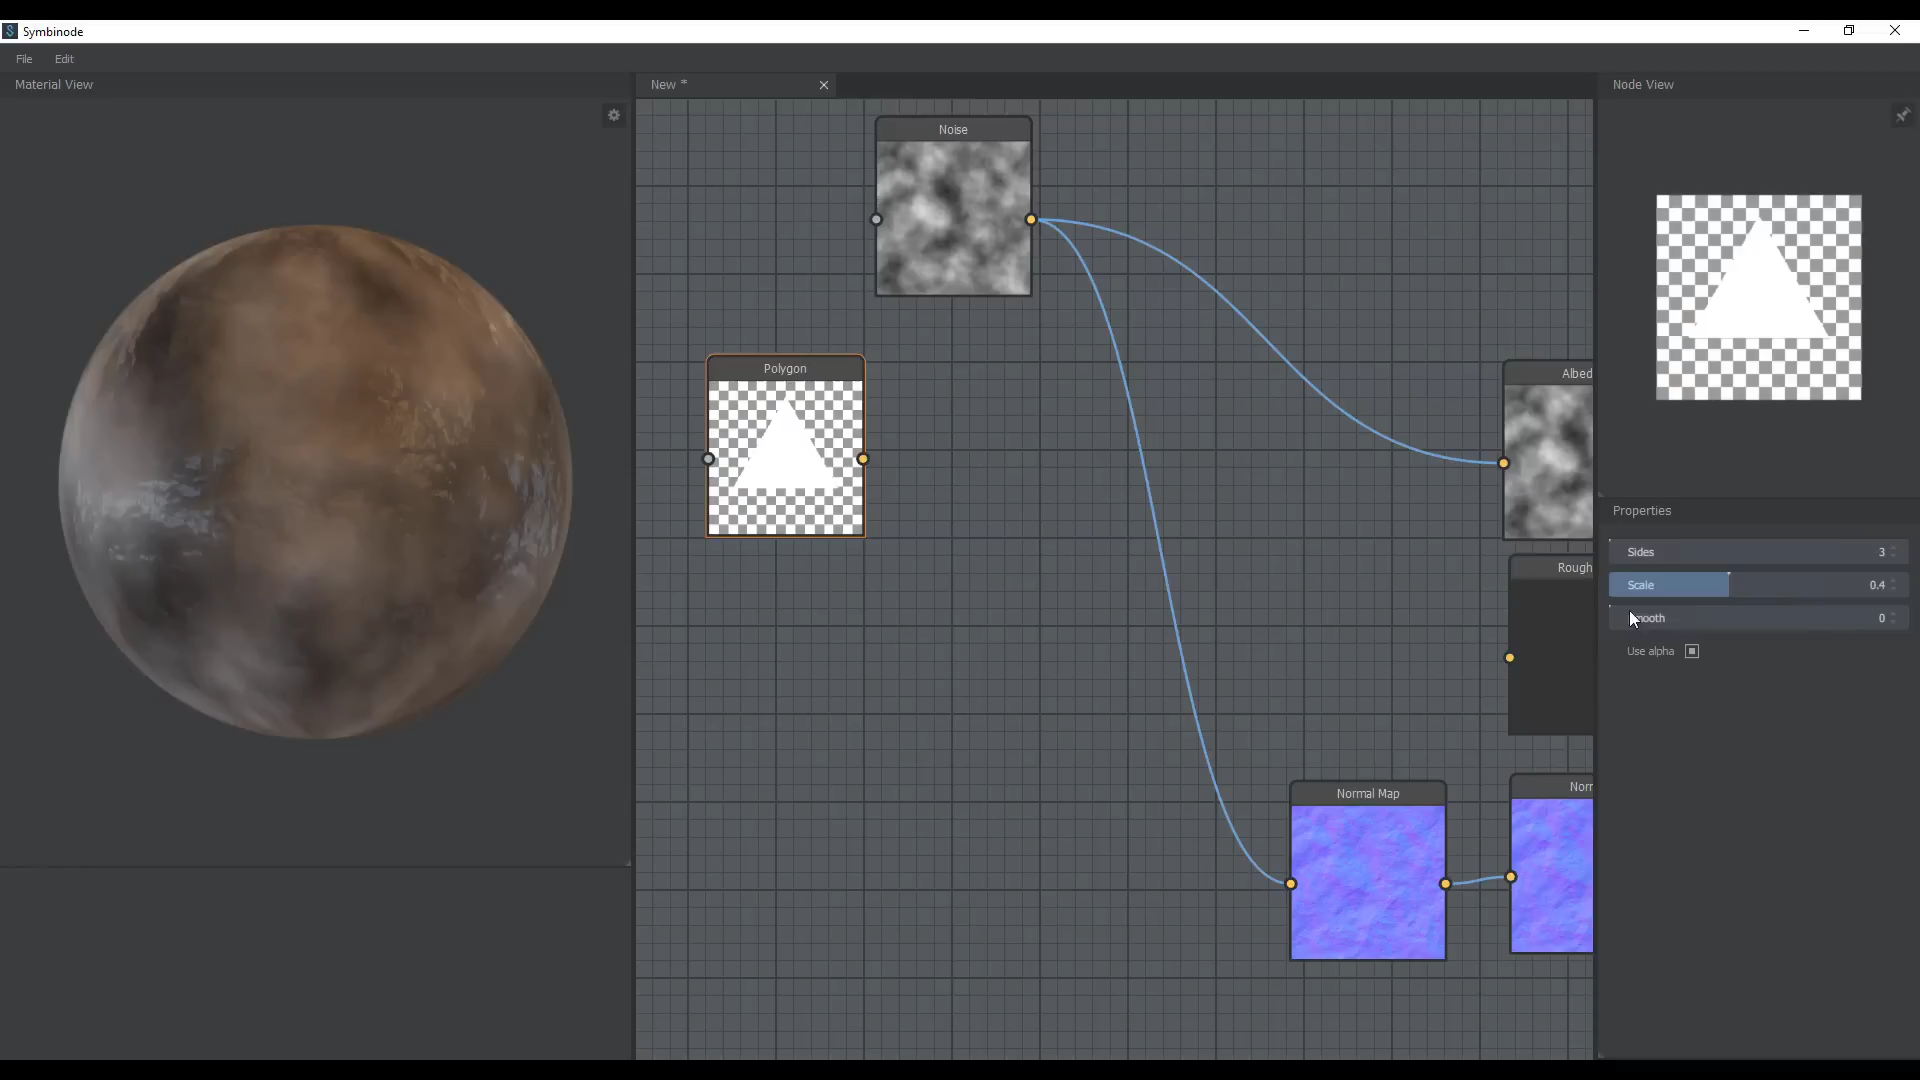 Symbinode
File Edit
Material View
New *
Node View
Noise
Polygon
Albed
Rough
Normal Map
Nor
Properties
Sides 3
Scale 0.4
ooth 0
Use alpha